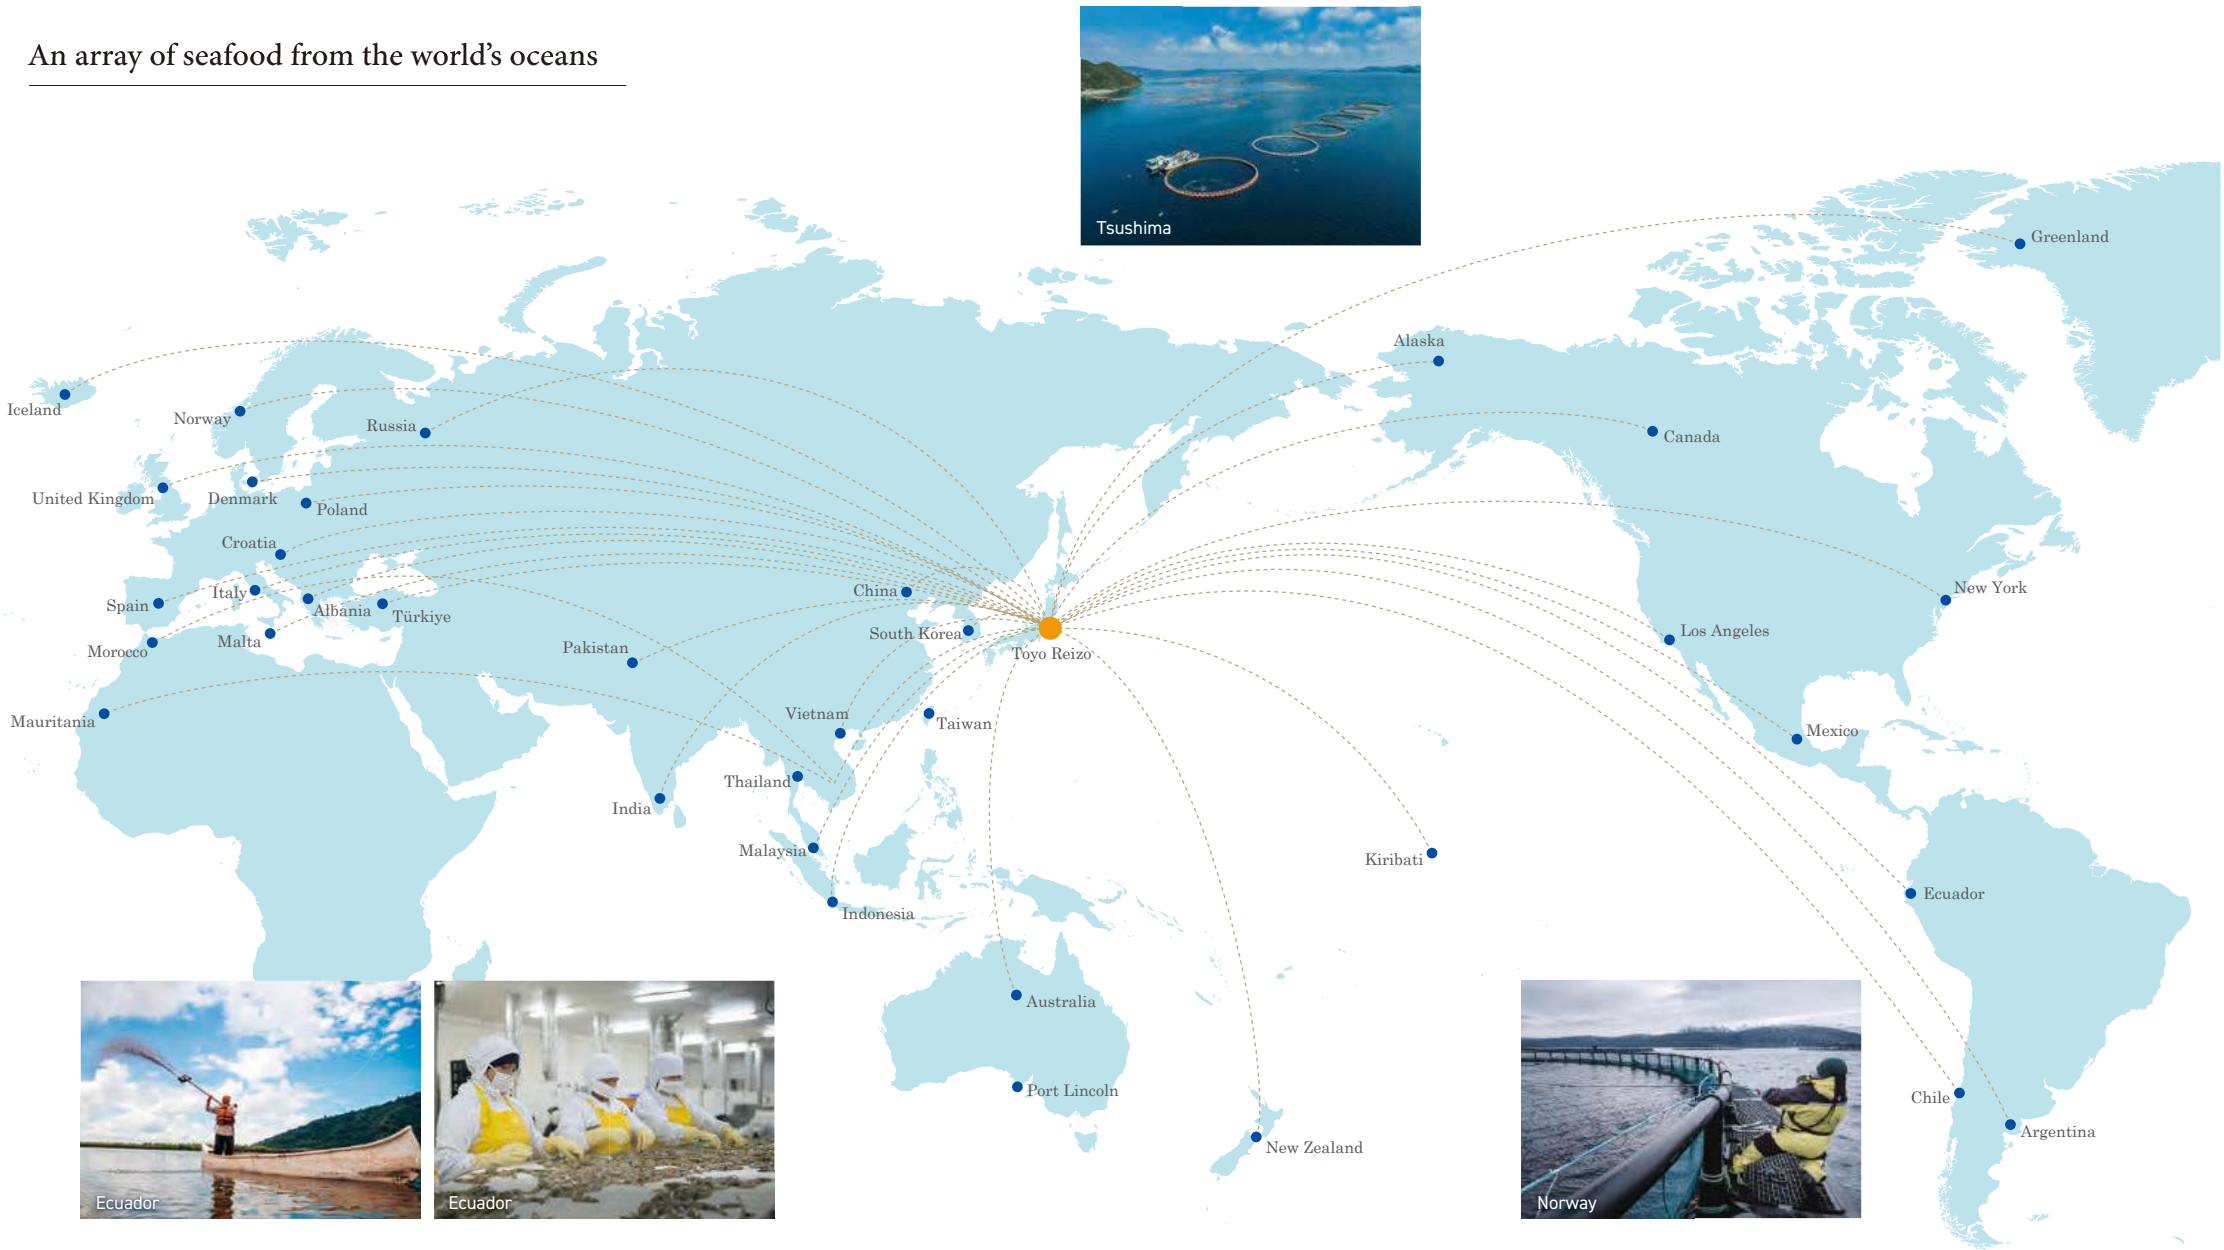 An array of seafood from the world's oceans
Tsushima
Greenland
Alaska
Iceland
Norway
Russia
Canada
United Kingdom
Denmark
Poland
Croatia
China
New York
Italy
Spain
Albania
Türkiye
South Korea
Los Angeles
Malta
Morocco
Pakistan
Toyo Reizo
Mauritania
Vietnam
Taiwan
Mexico
Thailand
India
Malaysia
Kiribati
Ecuador
Indonesia
Australia
Port Lincoln
Chile
Argentina
New Zealand
Ecuador
Ecuador
Norway